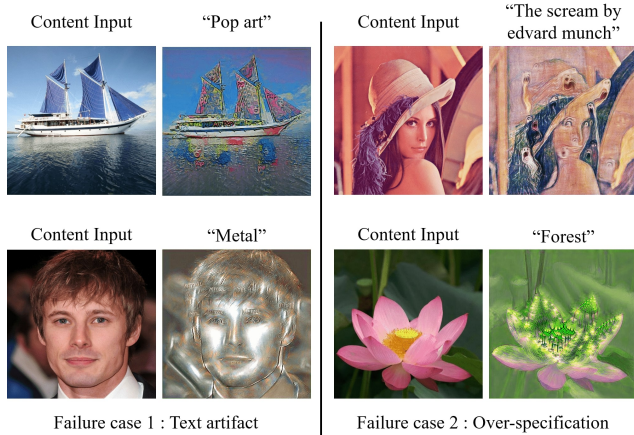 Content Input
“Pop art”
Content Input
“The scream by
edvard munch”
Content Input
“Metal”
Content Input
“Forest”
Failure case 1 : Text artifact
Failure case 2 : Over-specification